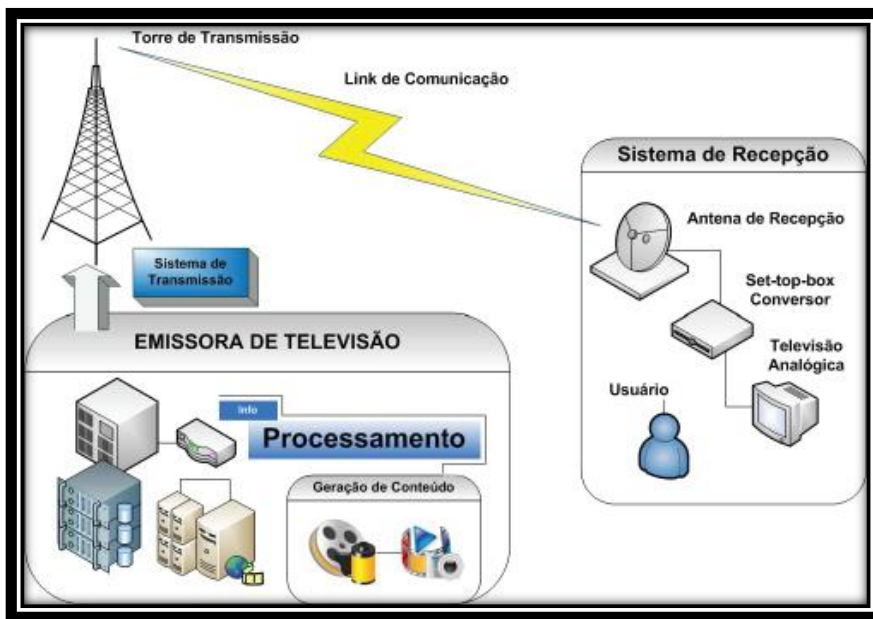 Torre de Transmissão
Link de Comunicação
Sistema de Recepção
Antena de Recepção
Set-top-box
Conversor
Televisão
Analógica
Usuário
Sistema de
Transmissão
EMISSORA DE TELEVISÃO
Info
Processamento
Geração de Conteúdo